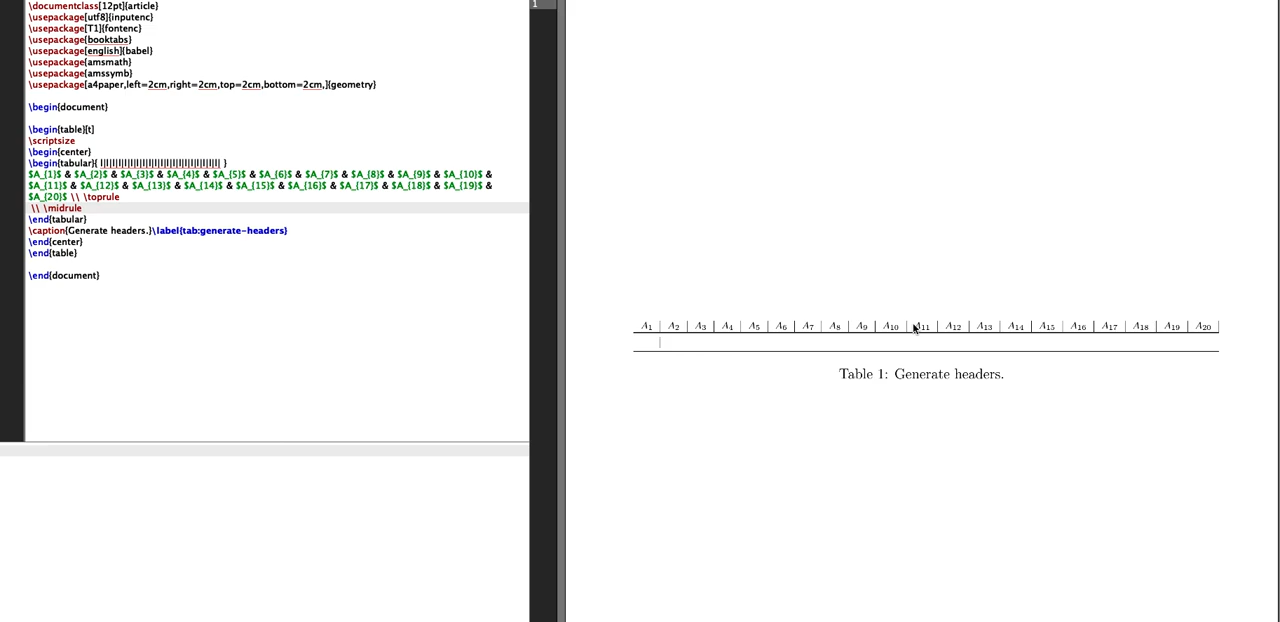 \documentclass[12pt]{article}
\usepackage[utf8]{inputenc}
\usepackage[T1]{fontenc}
\usepackage{booktabs}
\usepackage[english]{babel}
\usepackage{amsmath}
\usepackage{amssymb}
\usepackage[a4paper,left=2cm,right=2cm,top=2cm,bottom=2cm,]{geometry}
\begin{document}
\begin{table}[t]
\scriptsize
\begin{center}
\begin{tabular}{ }
$A_{1}$ & $A_{2}$ & $A_{3}$ & $A_{4}$ & $A_{5}$ & $A_{6}$ & $A_{7}$ & $A_{8}$ & $A_{9}$ & $A_{10}$ &
$A_{11}$ & $A_{12}$ & $A_{13}$ & $A_{14}$ & $A_{15}$ & $A_{16}$ & $A_{17}$ & $A_{18}$ & $A_{19}$ &
$A_{20}$ \\ \toprule
\\ \midrule
\end{tabular}
\caption{Generate headers.}\label{tab:generate-headers}
\end{center}
\end{table}
\end{document}
1
A1 A2 A3 A4 A5 A6 A7 A8 A9 A10 A11 A12 A13 A14 A15 A16 A17 A18 A19 A20
Table 1: Generate headers.